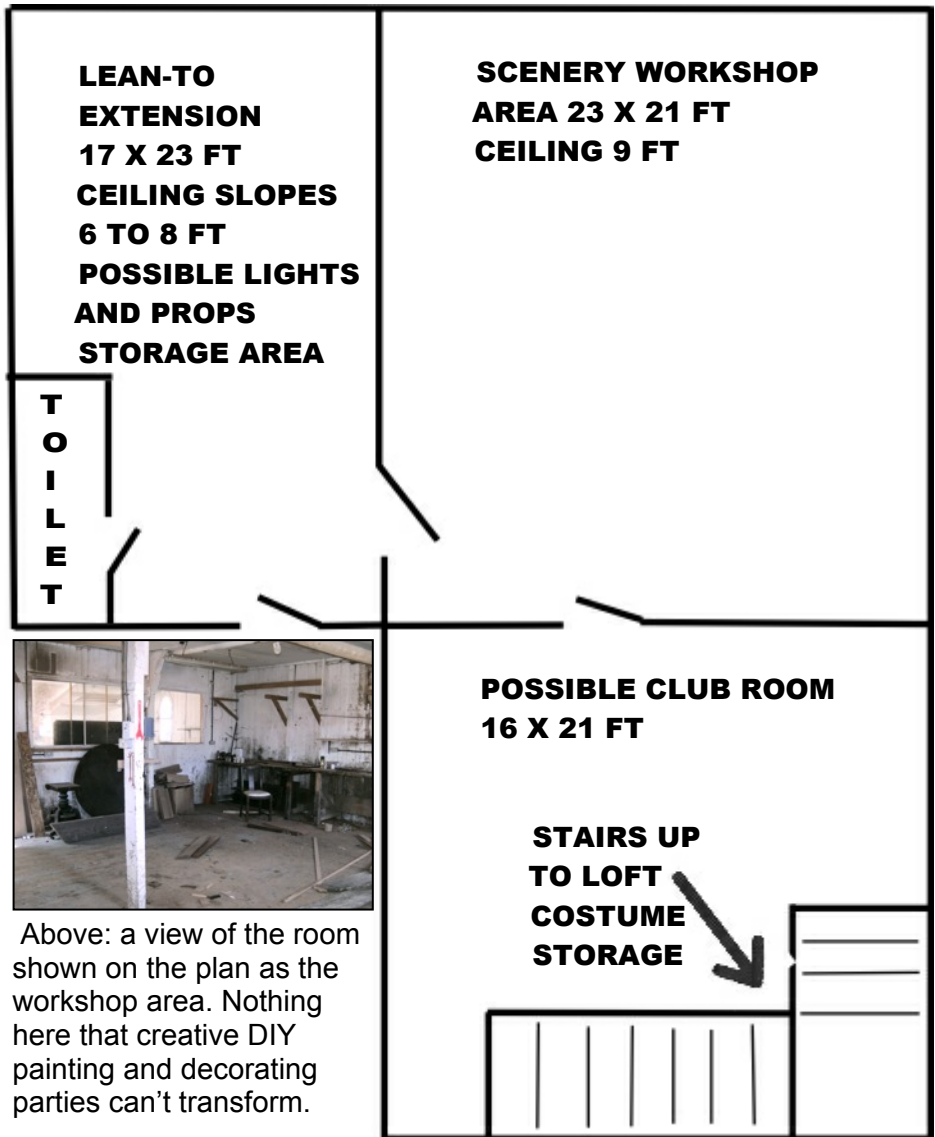 LEAN-TO
EXTENSION
17 X 23 FT
CEILING SLOPES
6 TO 8 FT
POSSIBLE LIGHTS
AND PROPS
STORAGE AREA
SCENERY WORKSHOP
AREA 23 X 21 FT
CEILING 9 FT
T
O
I
L
E
T
POSSIBLE CLUB ROOM
16 X 21 FT
STAIRS UP
TO LOFT
COSTUME
STORAGE
Above: a view of the room
shown on the plan as the
workshop area. Nothing
here that creative DIY
painting and decorating
parties can’t transform.